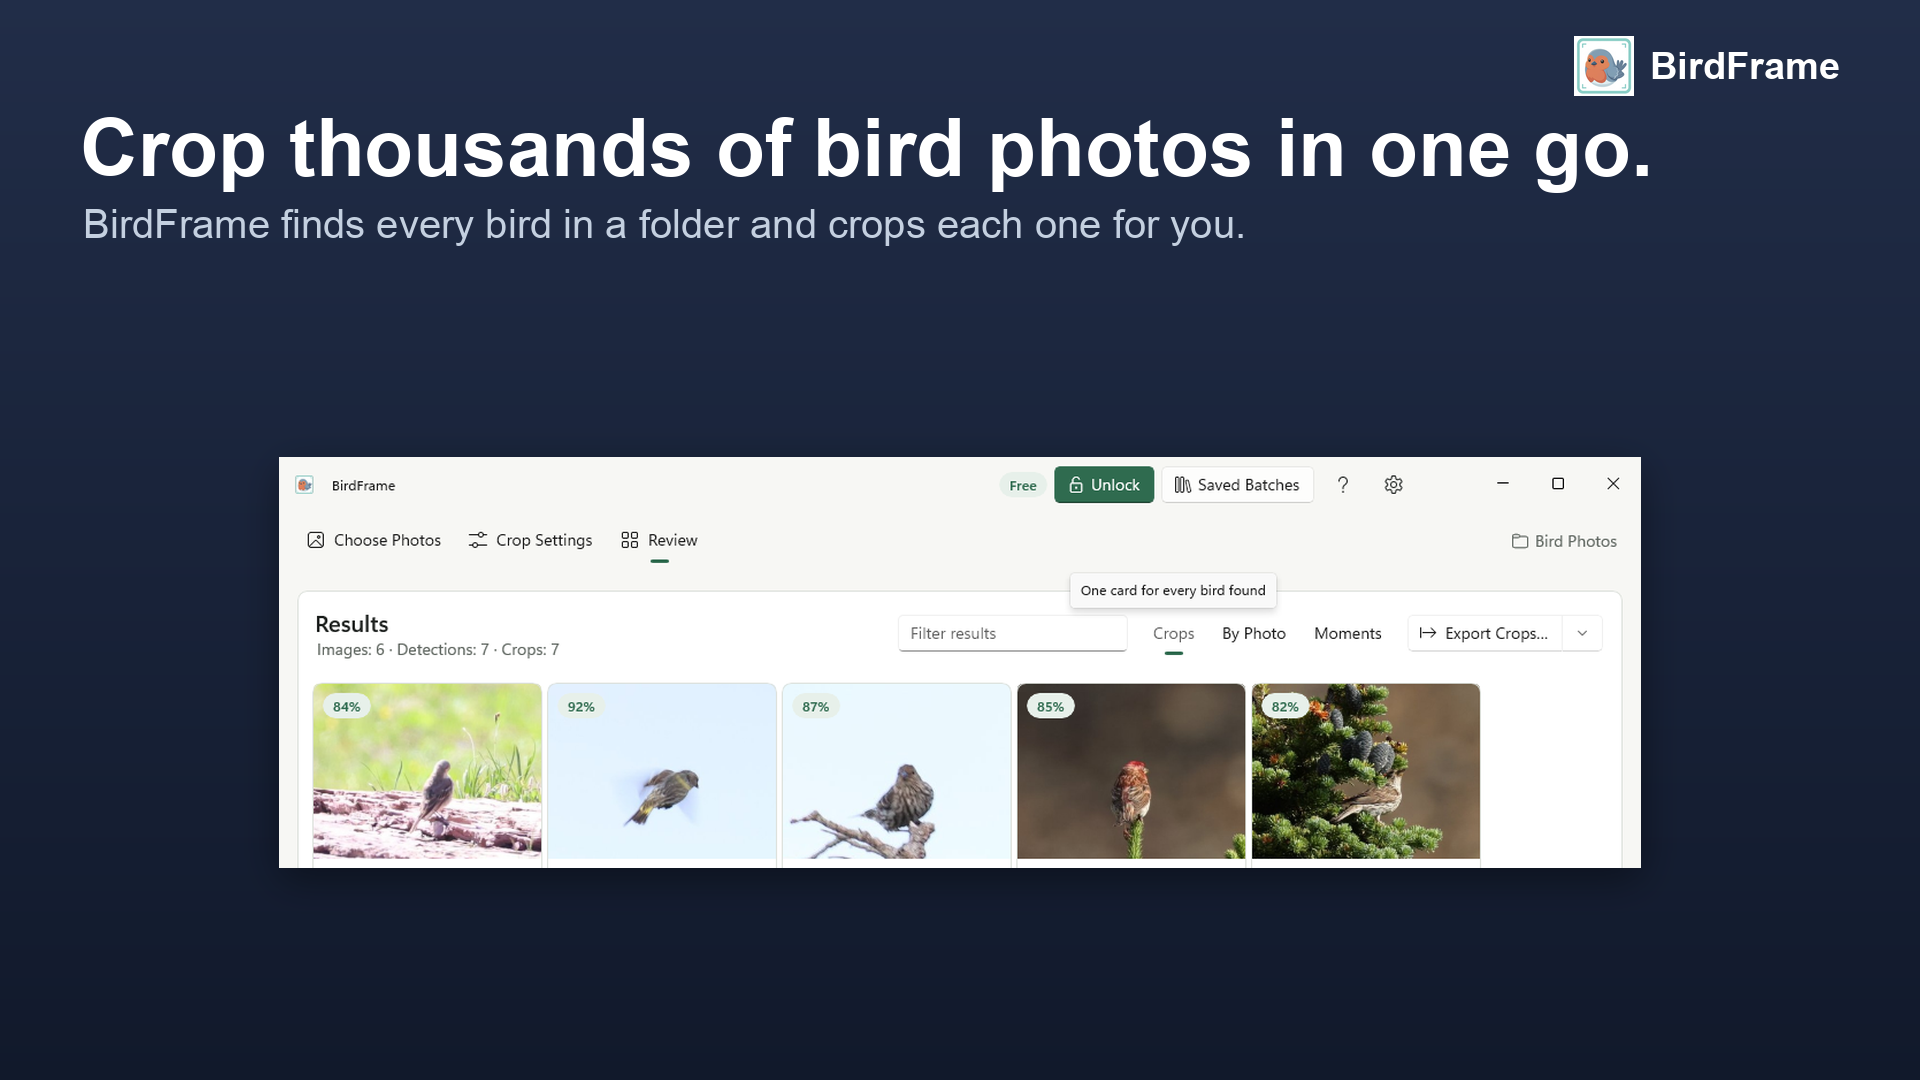 BirdFrame
Crop thousands of bird photos in one go.
BirdFrame finds every bird in a folder and crops each one for you.
BirdFrame
Free
Unlock
Saved Batches
?
Choose Photos
Crop Settings
Review
Bird Photos
One card for every bird found
Results
Images: 6 · Detections: 7 · Crops: 7
Filter results
Crops
By Photo
Moments
Export Crops...
84%
92%
87%
85%
82%